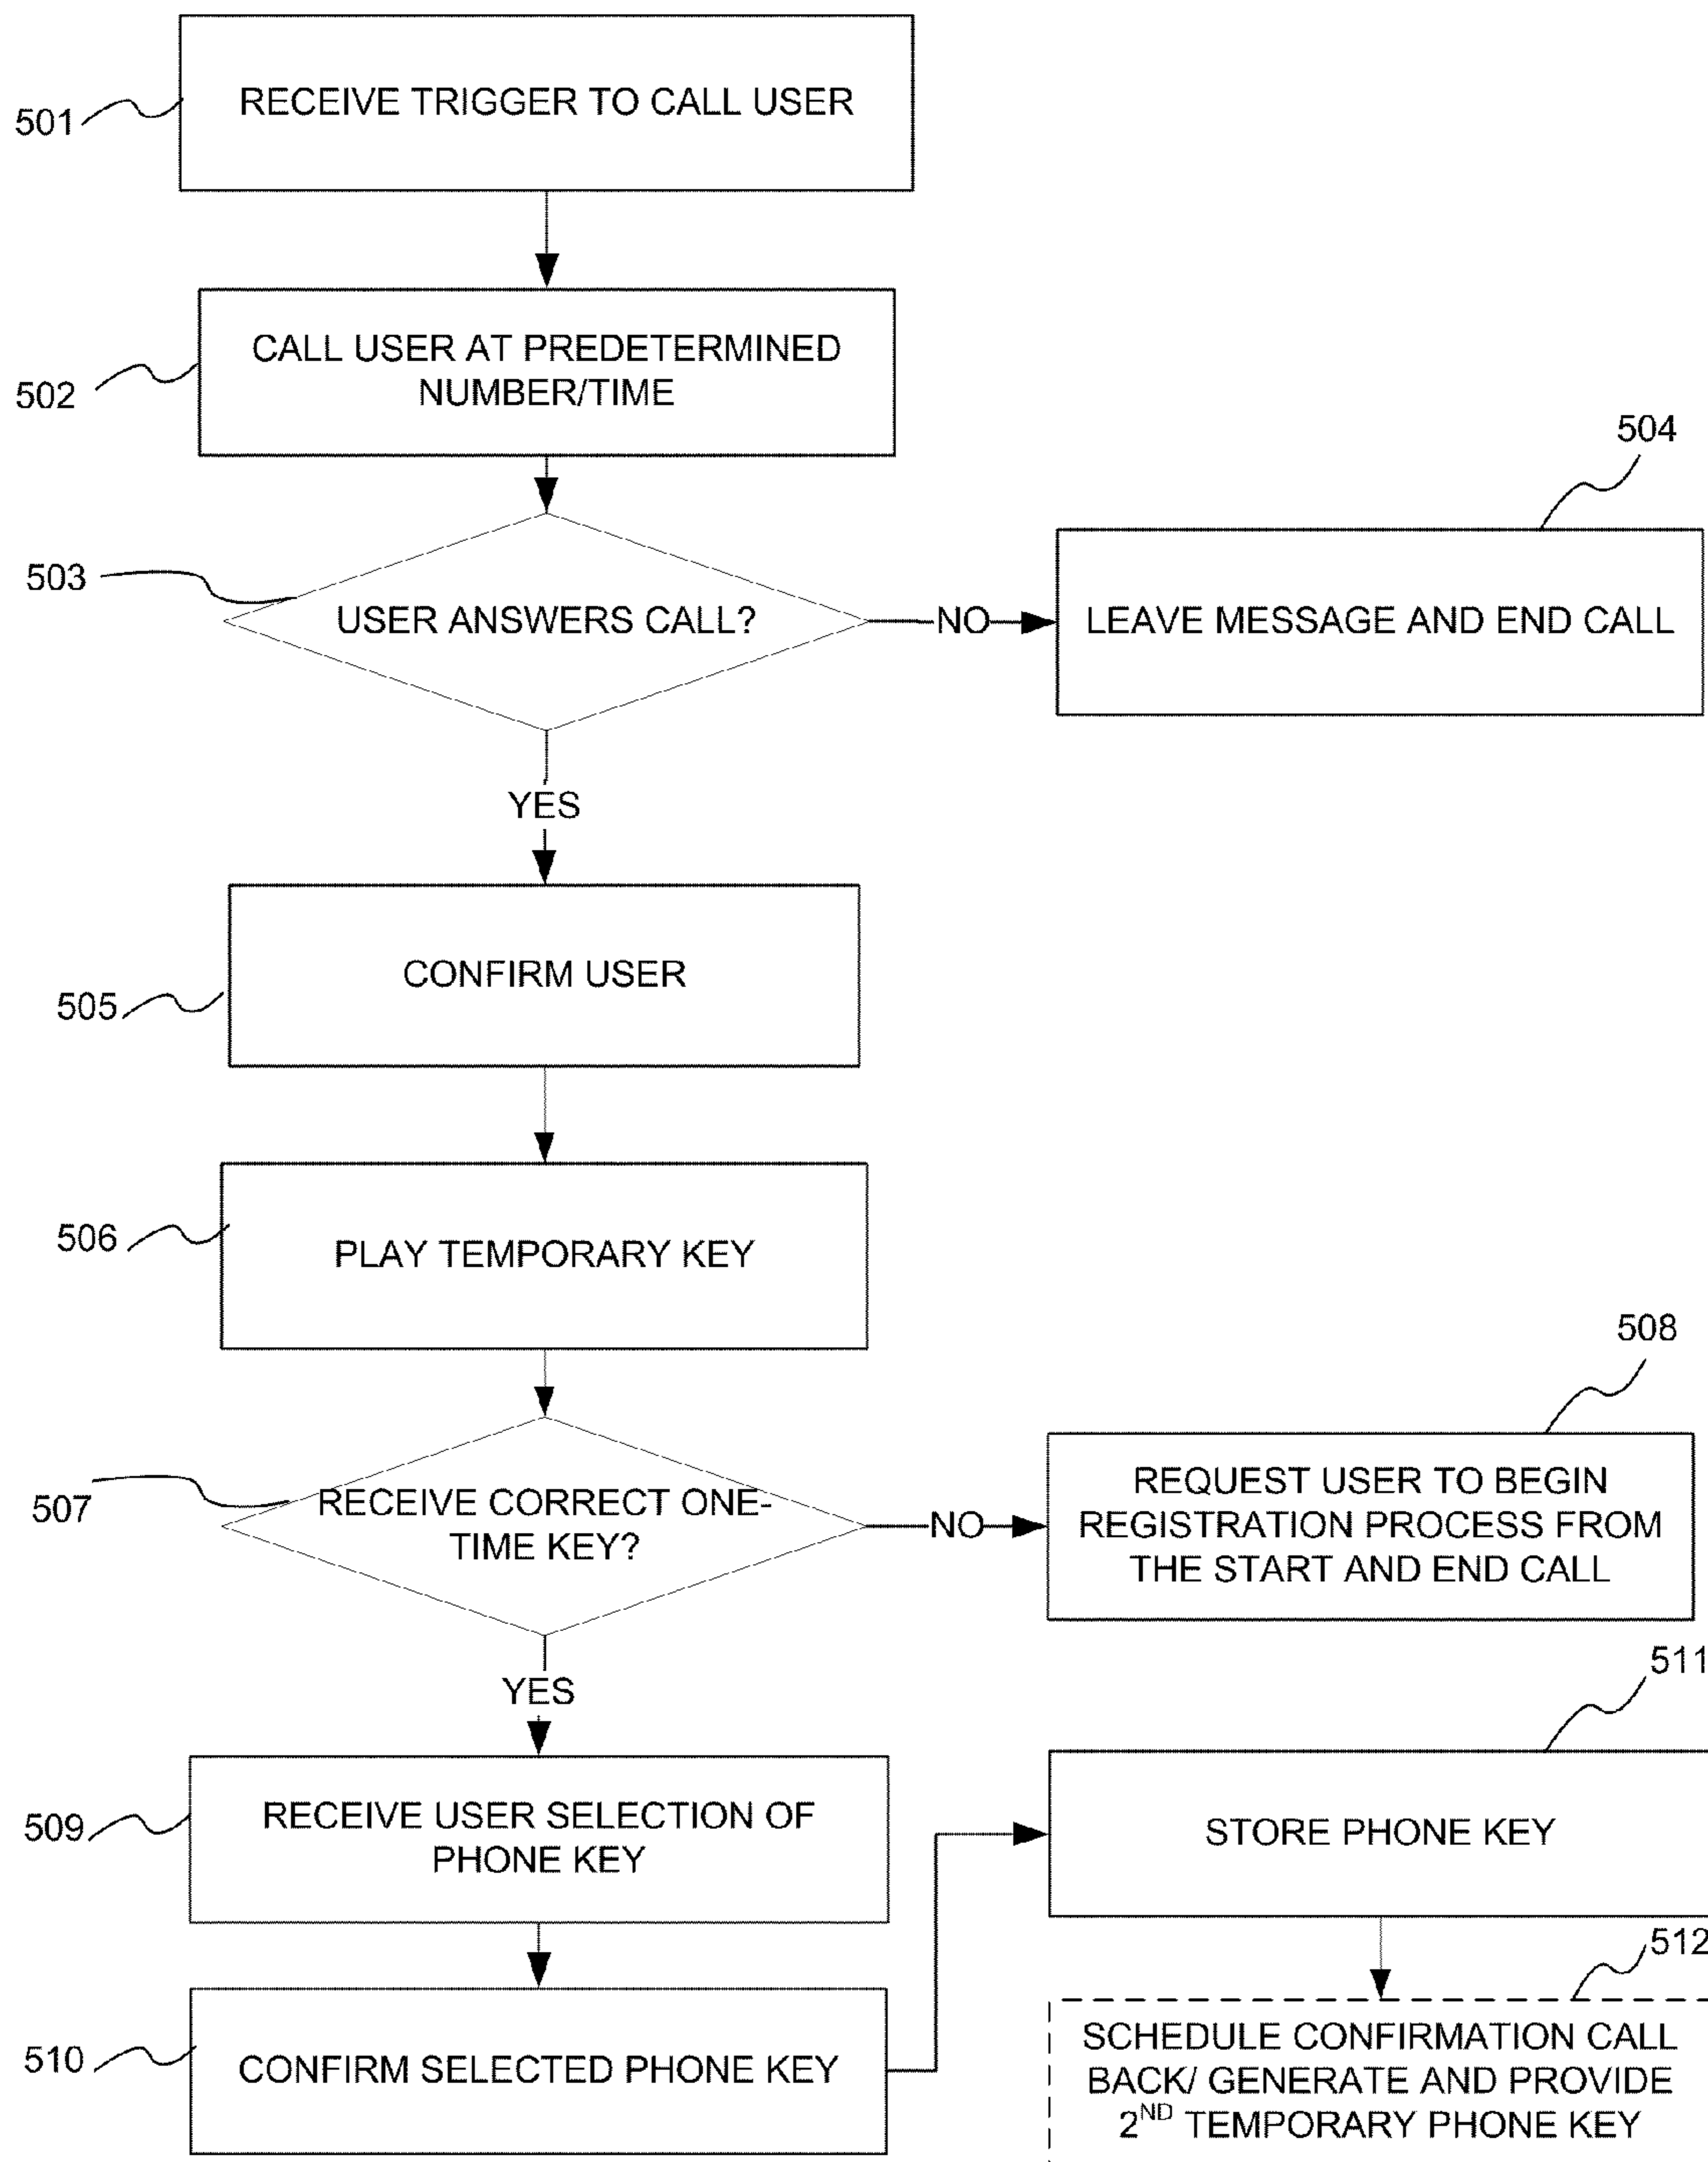 RECEIVE TRIGGER TO CALL USER
501
CALL USER AT PREDETERMINED
NUMBER/TIME
502
504
503
USER ANSWERS CALL?
NO
LEAVE MESSAGE AND END CALL
YES
CONFIRM USER
505
506
PLAY TEMPORARY KEY
508
507
RECEIVE CORRECT ONE-
TIME KEY?
NO
REQUEST USER TO BEGIN
REGISTRATION PROCESS FROM
THE START AND END CALL
YES
511
509
RECEIVE USER SELECTION OF
PHONE KEY
STORE PHONE KEY
512
510
CONFIRM SELECTED PHONE KEY
SCHEDULE CONFIRMATION CALL
BACK/ GENERATE AND PROVIDE
2ND TEMPORARY PHONE KEY